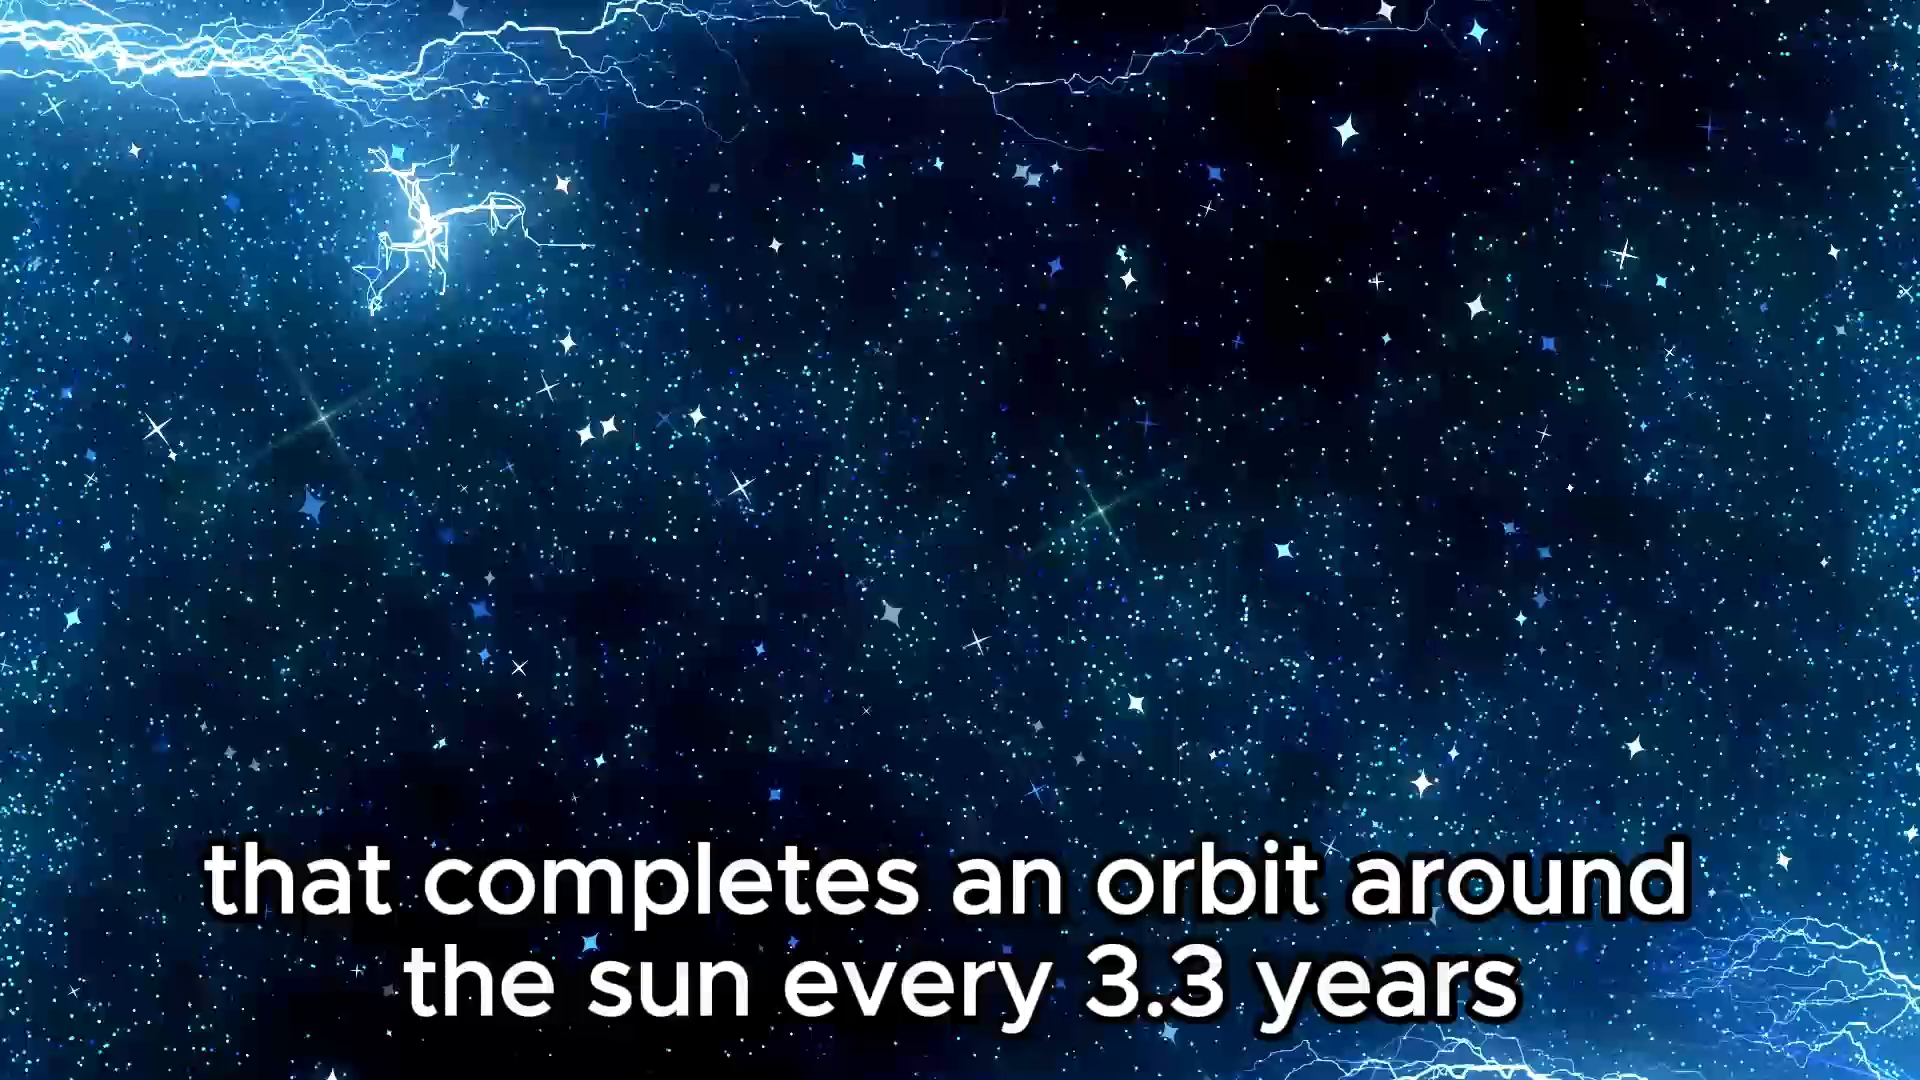 that completes an orbit around
the sun every 3.3 years